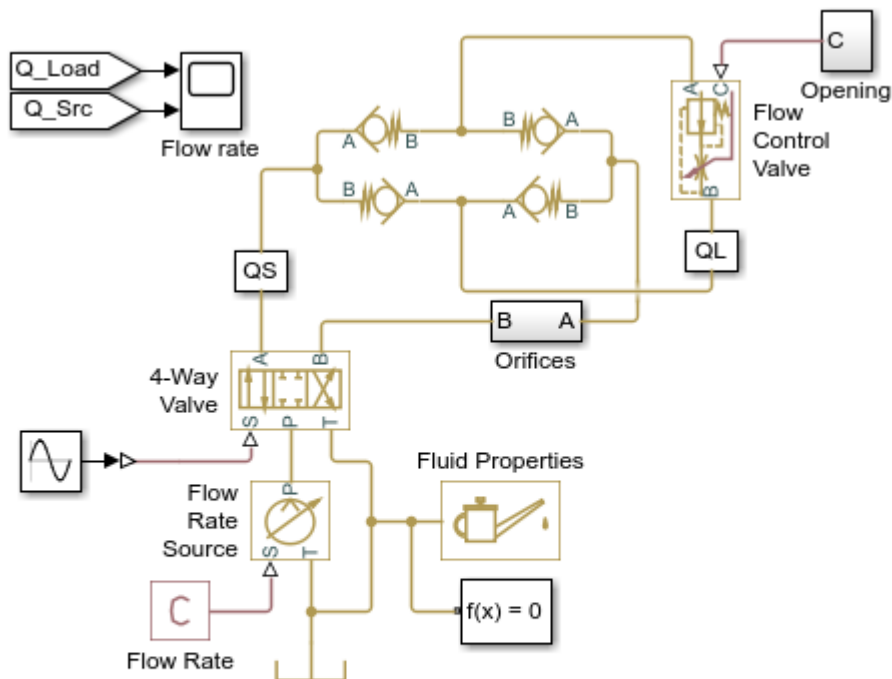 Q_Load
Q_Src
Flow rate
A
B
B
A
B
A
A
B
A
C
B
Flow
Control
Valve
C
Opening
QS
QL
B
A
Orifices
4-Way
Valve
A
B
S
P
T
Flow
Rate
Source
P
S
T
Fluid Properties
C
Flow Rate
f(x) = 0